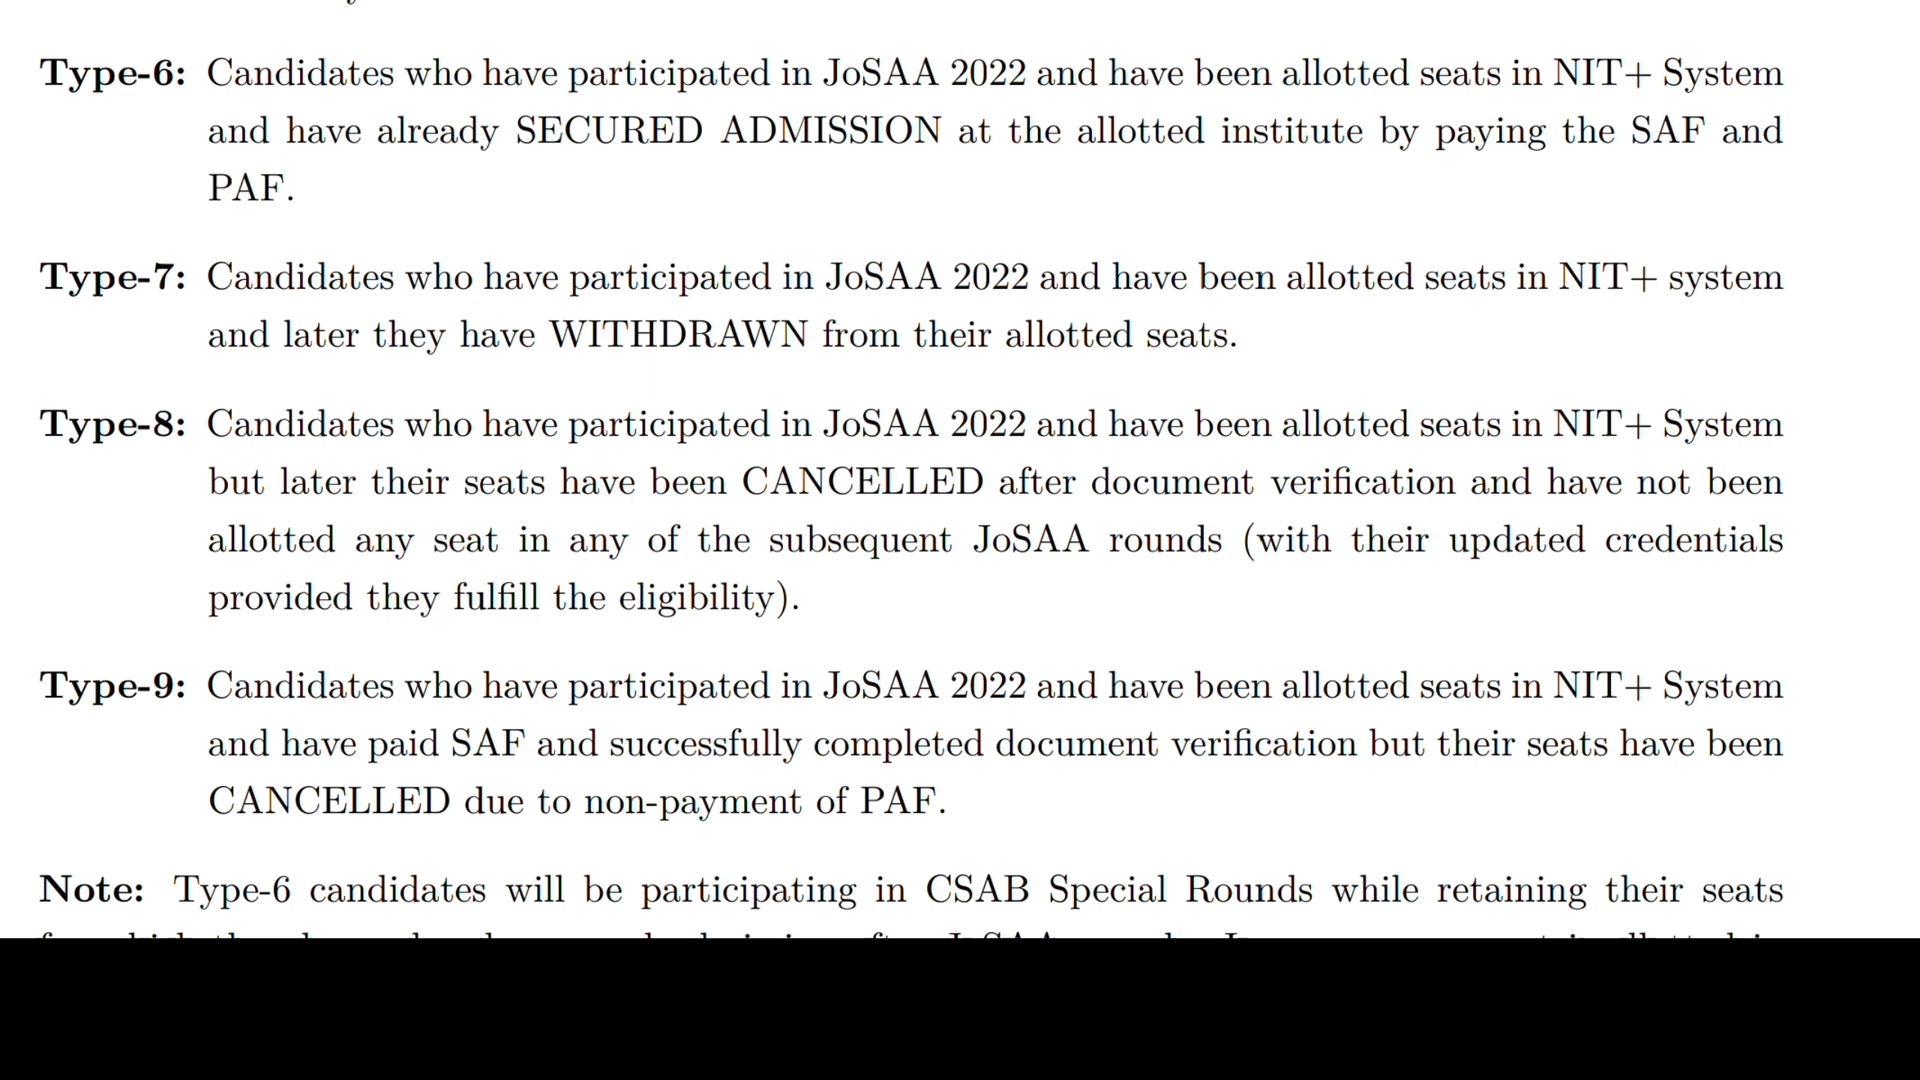 Type-6: Candidates who have participated in JoSAA 2022 and have been allotted seats in NIT+ System
and have already SECURED ADMISSION at the allotted institute by paying the SAF and
PAF.
Type-7: Candidates who have participated in JoSAA 2022 and have been allotted seats in NIT+ system
and later they have WITHDRAWN from their allotted seats.
Type-8: Candidates who have participated in JoSAA 2022 and have been allotted seats in NIT+ System
but later their seats have been CANCELLED after document verification and have not been
allotted any seat in any of the subsequent JoSAA rounds (with their updated credentials
provided they fulfill the eligibility).
Type-9: Candidates who have participated in JoSAA 2022 and have been allotted seats in NIT+ System
and have paid SAF and successfully completed document verification but their seats have been
CANCELLED due to non-payment of PAF.
Note: Type-6 candidates will be participating in CSAB Special Rounds while retaining their seats